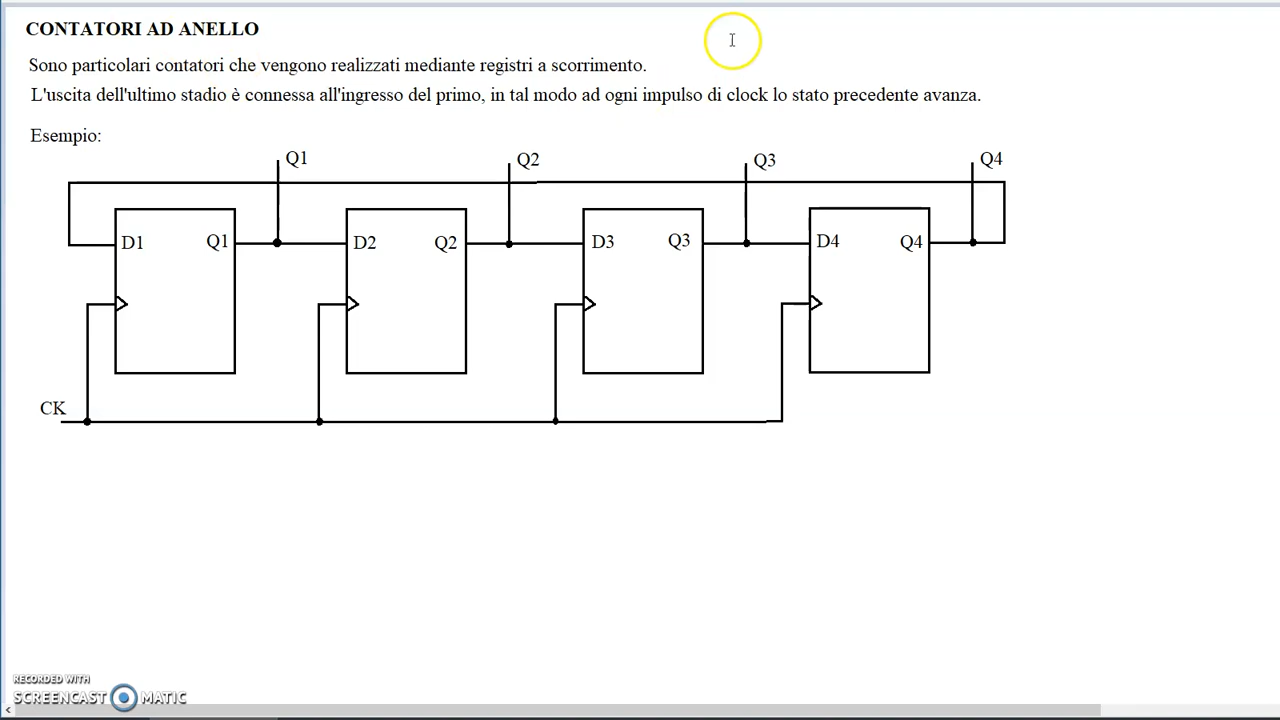 CONTATORI AD ANELLO
Sono particolari contatori che vengono realizzati mediante registri a scorrimento.
L'uscita dell'ultimo stadio è connessa all'ingresso del primo, in tal modo ad ogni impulso di clock lo stato precedente avanza.
Esempio:
Q1 Q2 Q3 Q4
D1 Q1 D2 Q2 D3 Q3 D4 Q4
CK
RECORDED WITH
SCREENCAST MATIC